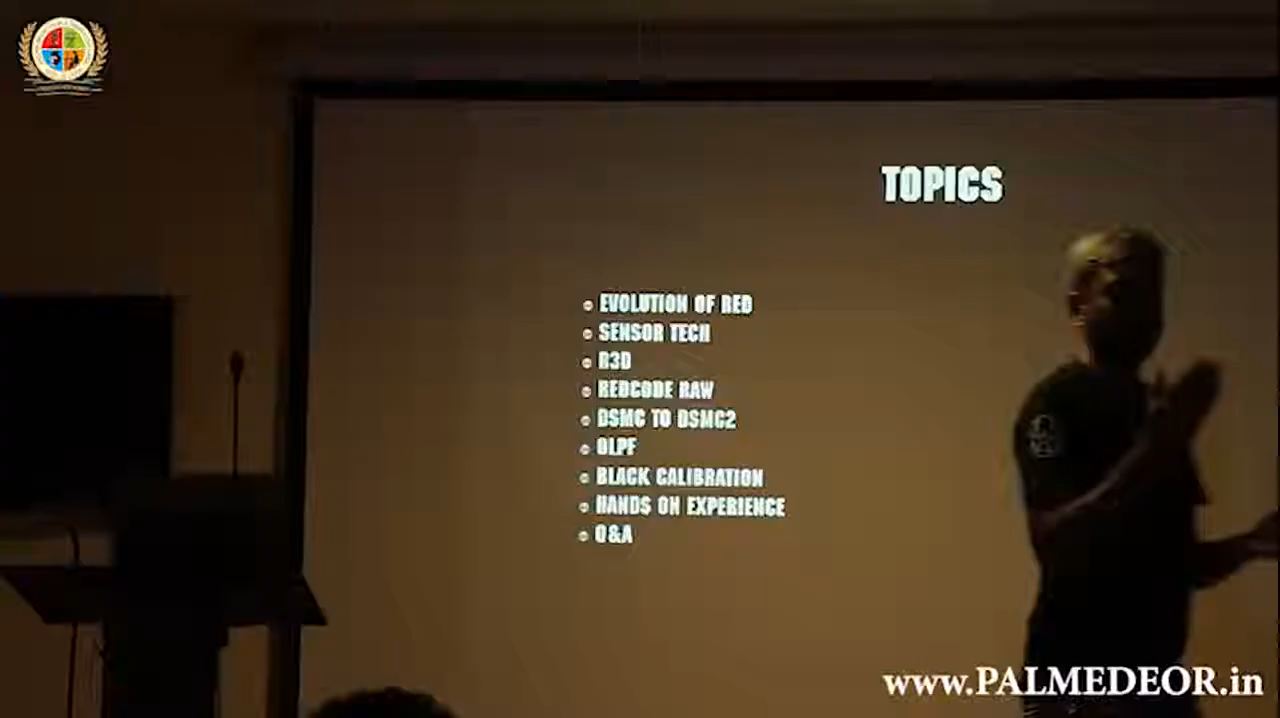 TOPICS
EVOLUTION OF RED
SENSOR TECH
R3D
REDCODE RAW
DSMC TO DSMC2
OLPF
BLACK CALIBRATION
HANDS ON EXPERIENCE
Q&A
www.PALMEDEOR.in